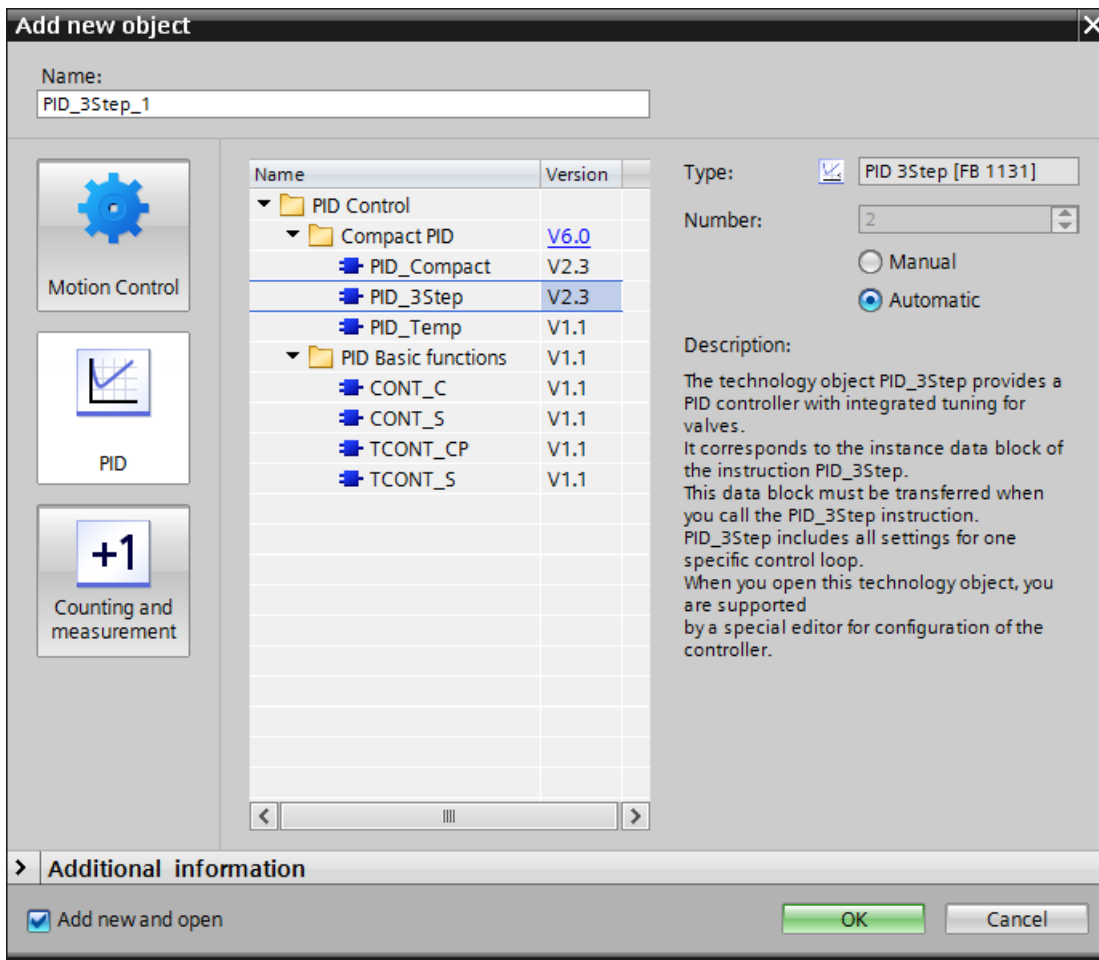 Add new object
Name:
PID_3Step_1
Motion Control
PID
+1
Counting and
measurement
Name Version
PID Control
Compact PID V6.0
PID_Compact V2.3
PID_3Step V2.3
PID_Temp V1.1
PID Basic functions V1.1
CONT_C V1.1
CONT_S V1.1
TCONT_CP V1.1
TCONT_S V1.1
Type: PID 3Step [FB 1131]
Number: 2
Manual
Automatic
Description:
The technology object PID_3Step provides a
PID controller with integrated tuning for
valves.
It corresponds to the instance data block of
the instruction PID_3Step.
This data block must be transferred when
you call the PID_3Step instruction.
PID_3Step includes all settings for one
specific control loop.
When you open this technology object, you
are supported
by a special editor for configuration of the
controller.
Additional information
Add new and open
OK Cancel